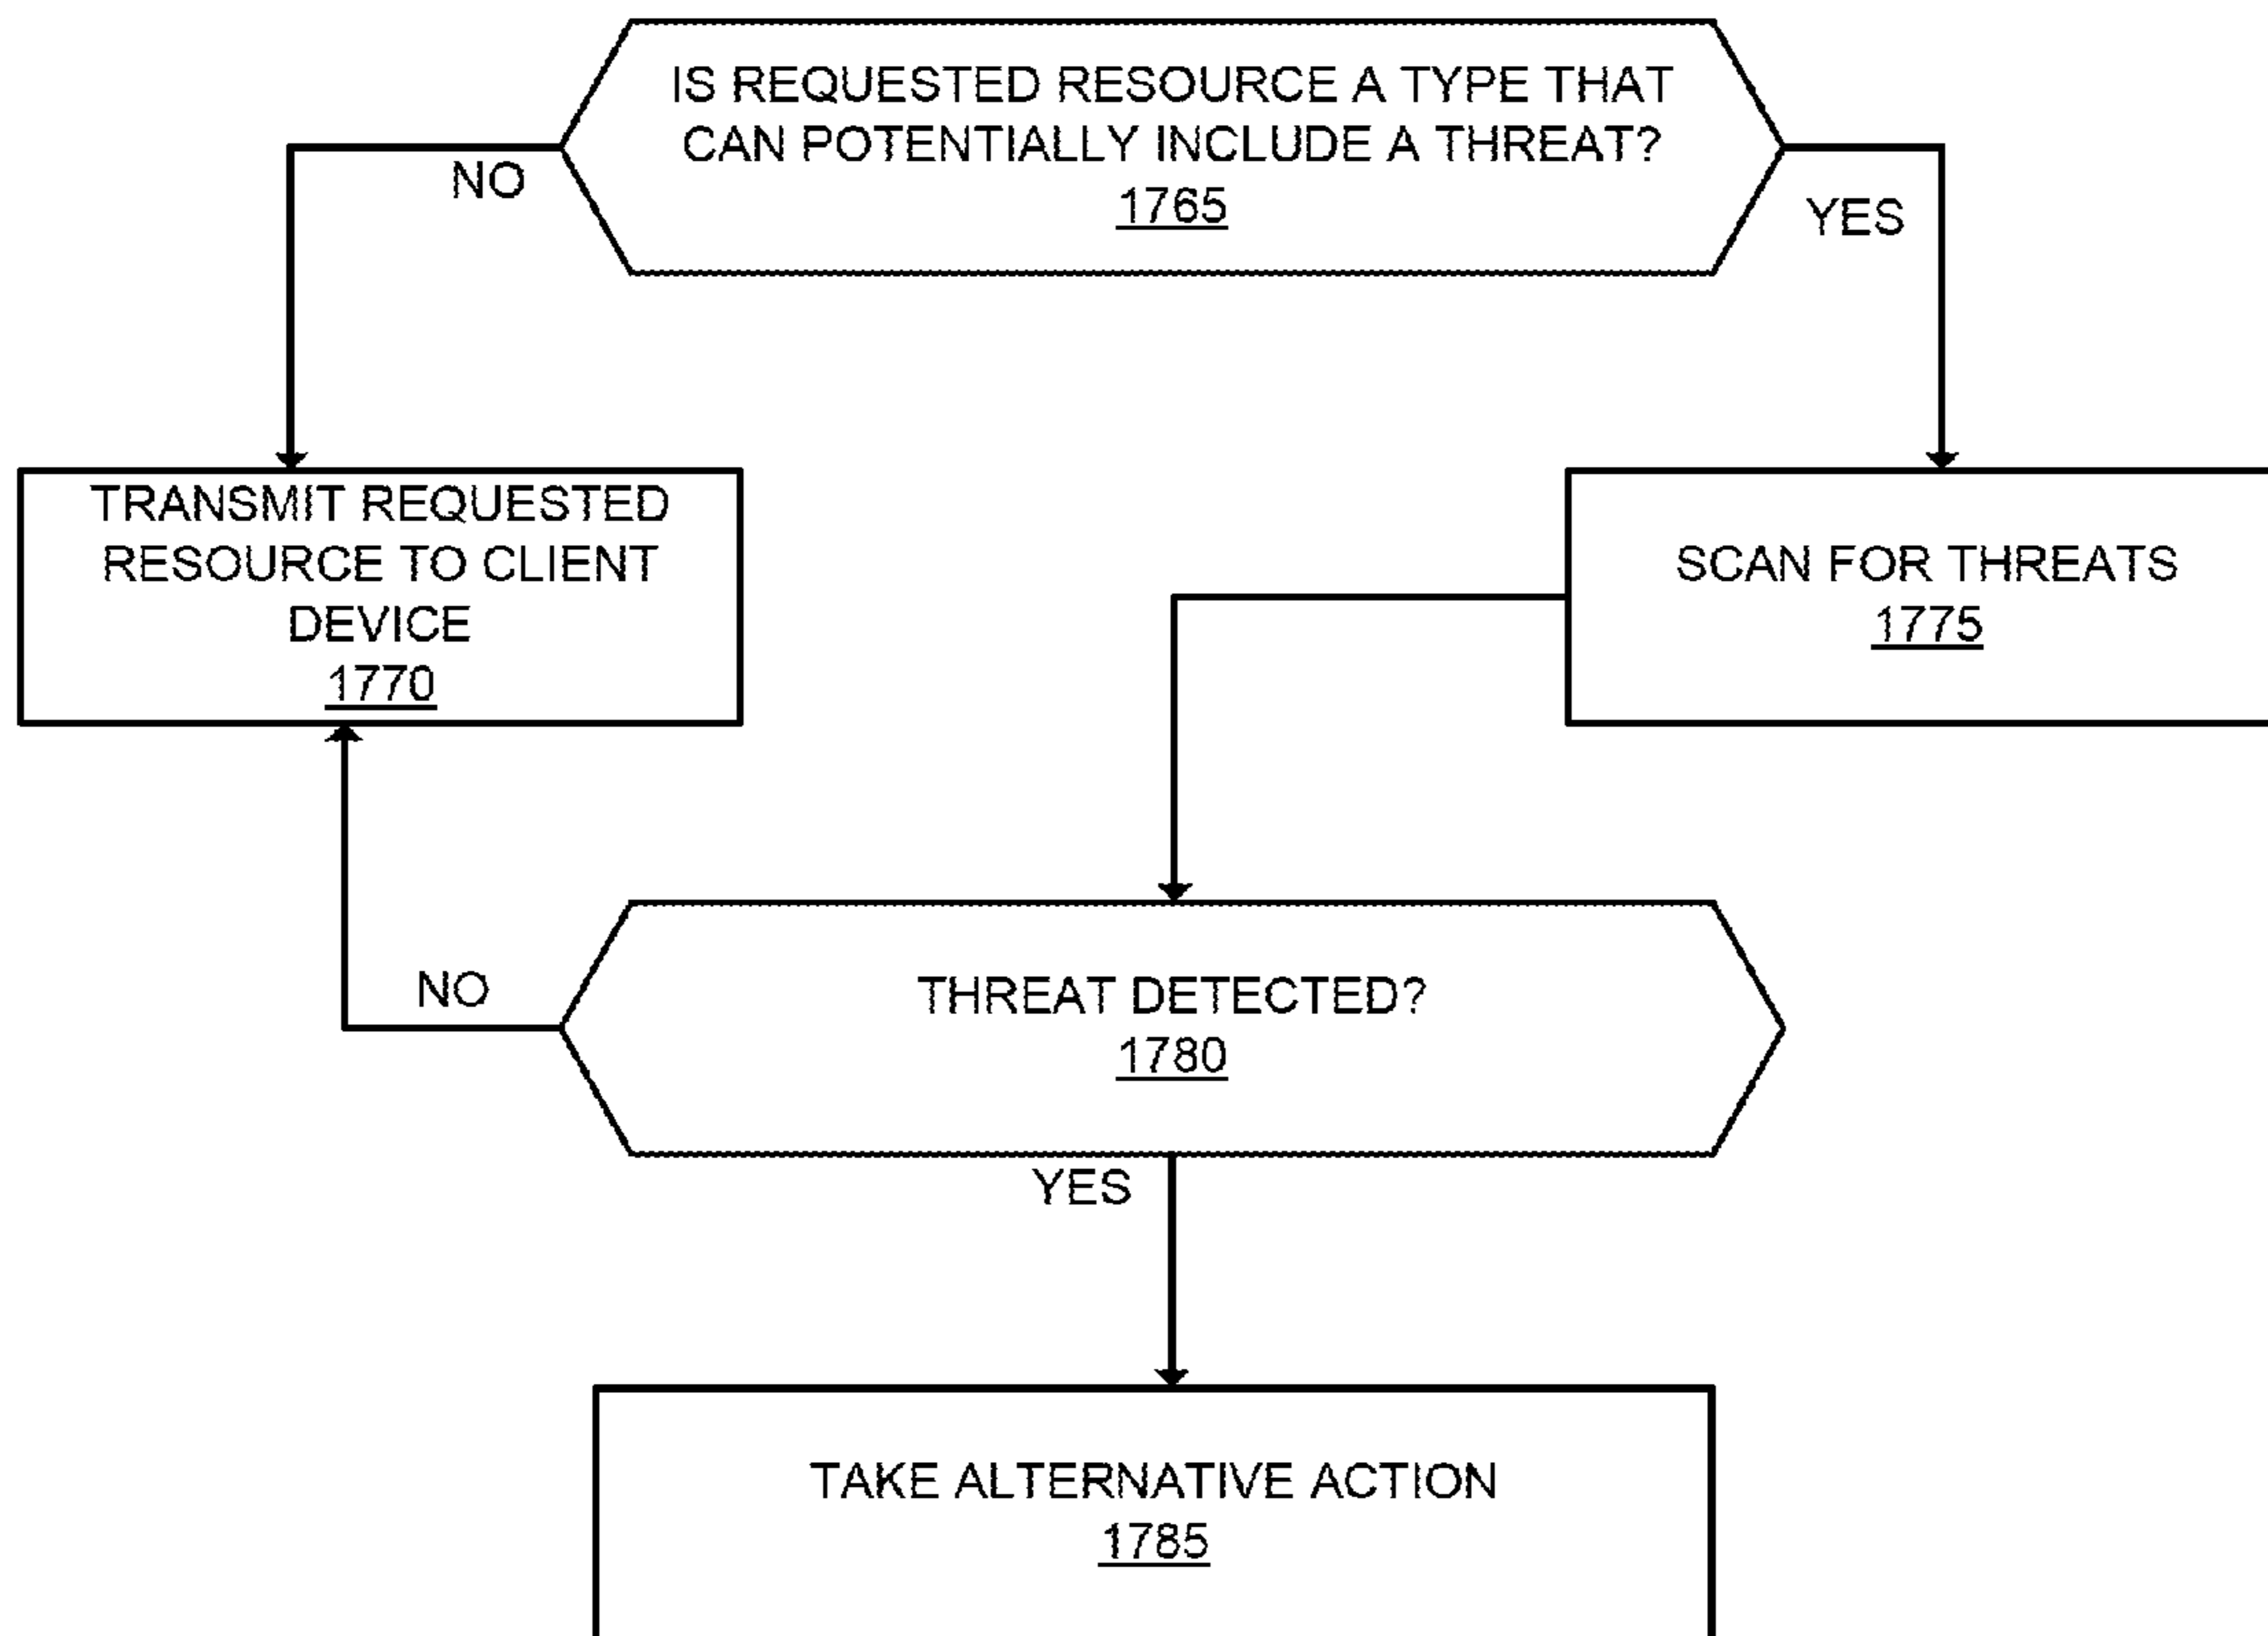 IS REQUESTED RESOURCE A TYPE THAT
CAN POTENTIALLY INCLUDE A THREAT?
1765
NO
YES
TRANSMIT REQUESTED
RESOURCE TO CLIENT
DEVICE
1770
SCAN FOR THREATS
1775
NO
THREAT DETECTED?
1780
YES
TAKE ALTERNATIVE ACTION
1785